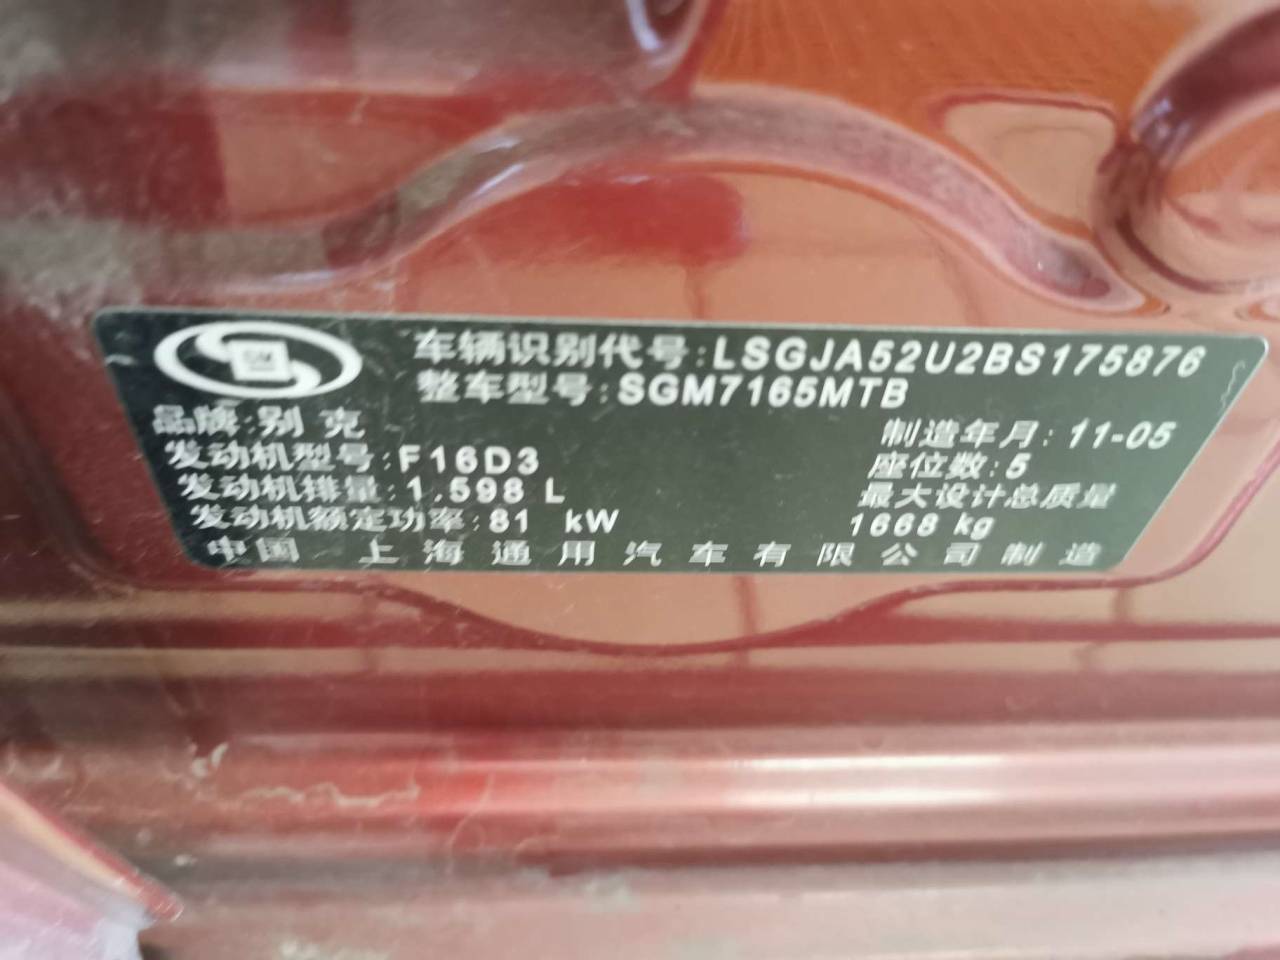 GM
车辆识别代号:LSGJA52U2BS175876
整车型号:SGM7165MTB
品牌:别克
制造年月:11-05
发动机型号:F16D3
座位数:5
发动机排量:1.598 L
最大设计总质量
发动机额定功率:81 kW
1668 kg
中国 上海通用汽车有限公司制造